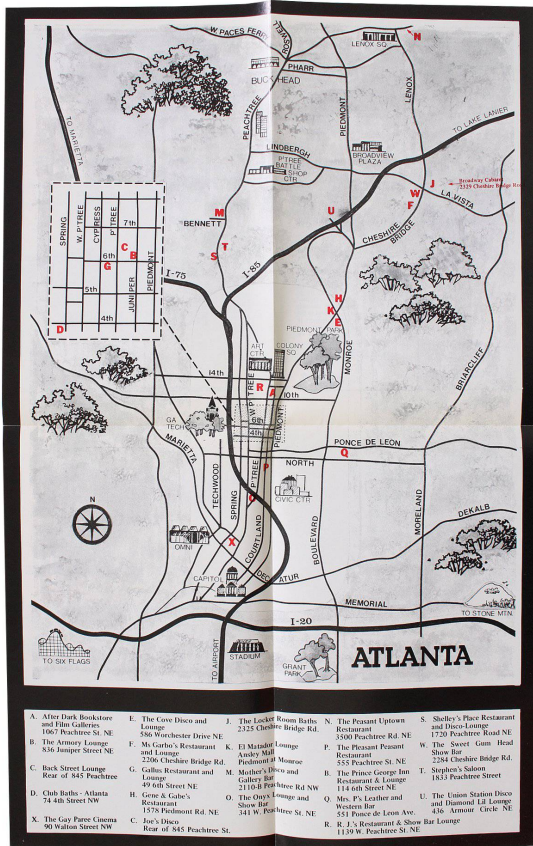 W. PACES FERR
ROSWELL
N
LENOX SQ.
PHARR
BUCKHEAD
LENOX
PEACHTREE
PIEDMONT
TO LAKE LANIER
TO MARIETTA
LINDBERGH
BROADVIEW
PLAZA
P'TREE
BATTLE
SHOP
CTR
J
Broadway Cabaret
2329 Cheshire Bridge Ro
W
LA VISTA
F
M
BENNETT
U
CHESHIRE
BRIDGE
T
S
SPRING
W. P'TREE
CYPRESS
P'TREE
7th
C
B
6th
G
JUNIPER
PIEDMONT
5th
4th
D
I-75
I-85
H
K
E
PIEDMONT PARK
MONROE
BRIARCLIFF
ART
CTR.
COLONY
SQ.
14th
R
A
10th
W. P'TREE
GA
TECH
6th
4th
PIEDMONT
MARIETTA
PONCE DE LEON
Q
NORTH
P
P'TREE
TECHWOOD
SPRING
CIVIC CTR
O
COURTLAND
BOULEVARD
MORELAND
DEKALB
N
OMNI
X
DECATUR
CAPITOL
MEMORIAL
TO STONE MTN.
I-20
TO SIX FLAGS
TO AIRPORT
STADIUM
GRANT
PARK
ATLANTA
A. After Dark Bookstore
and Film Galleries
1067 Peachtree St. NE
B. The Armory Lounge
836 Juniper Street NE
C. Back Street Lounge
Rear of 845 Peachtree
D. Club Baths - Atlanta
74 4th Street NW
X. The Gay Paree Cinema
90 Walton Street NW
E. The Cove Disco and
Lounge
586 Worchester Drive NE
F. Ms Garbo's Restaurant
and Lounge
2206 Cheshire Bridge Rd.
G. Gallus Restaurant and
Lounge
49 6th Street NE
H. Gene & Gabe's
Restaurant
1578 Piedmont Rd. NE
C. Joe's Disco
Rear of 845 Peachtree St.
J. The Locker Room Baths
2325 Cheshire Bridge Rd.
K. El Matador Lounge
Ansley Mall
Piedmont at Monroe
M. Mother's Disco and
Gallery Bar
2110-B Peachtree Rd NW
O. The Onyx Lounge and
Show Bar
341 W. Peachtree St. NE
N. The Peasant Uptown
Restaurant
3500 Peachtree Rd. NE
P. The Pleasant Peasant
Restaurant
555 Peachtree St. NE
B. The Prince George Inn
Restaurant & Lounge
114 6th Street NE
Q. Mrs. P's Leather and
Western Bar
551 Ponce de Leon Ave.
R. R. J.'s Restaurant & Show Bar Lounge
1139 W. Peachtree St. NE
S. Shelley's Place Restaurant
and Disco-Lounge
1720 Peachtree Road NE
W. The Sweet Gum Head
Show Bar
2284 Cheshire Bridge Rd.
T. Stephen's Saloon
1833 Peachtree Street
U. The Union Station Disco
and Diamond Lil Lounge
436 Armour Circle NE